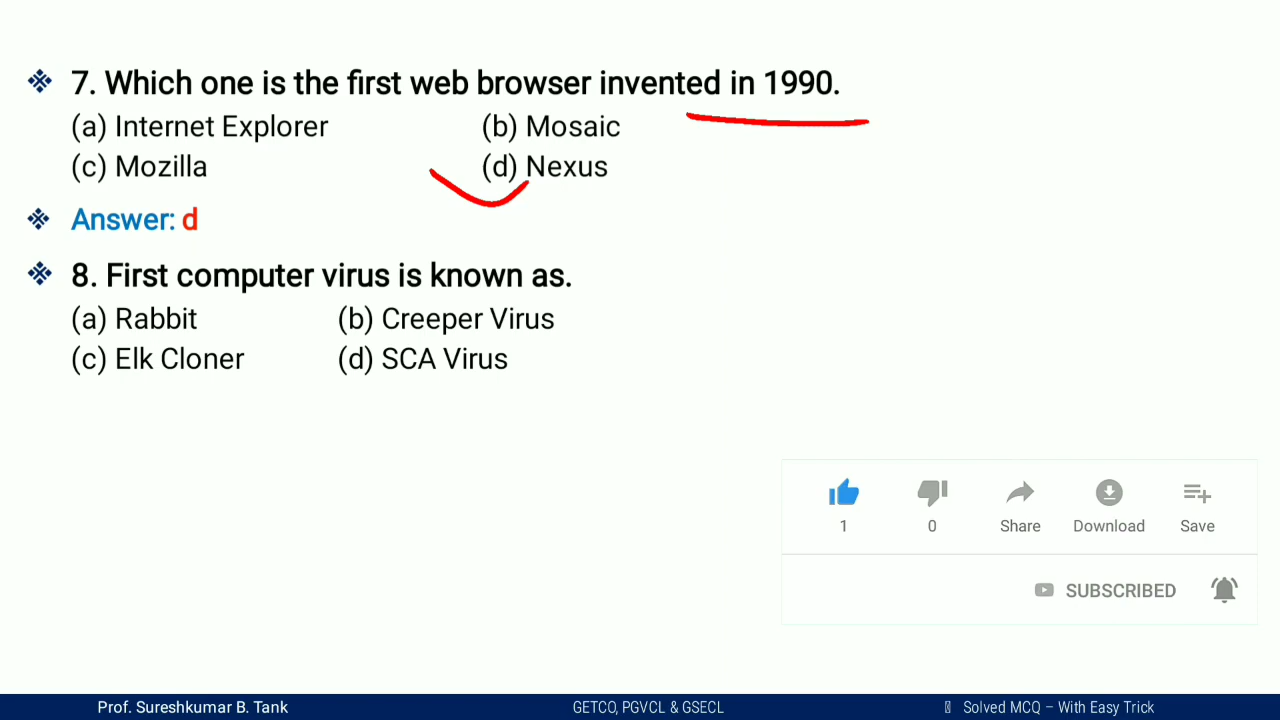 7. Which one is the first web browser invented in 1990.
(a) Internet Explorer (b) Mosaic
(c) Mozilla (d) Nexus
Answer: d
8. First computer virus is known as.
(a) Rabbit (b) Creeper Virus
(c) Elk Cloner (d) SCA Virus
1 0 Share Download Save
SUBSCRIBED
Prof. Sureshkumar B. Tank GETCO, PGVCL & GSECL Solved MCQ – With Easy Trick